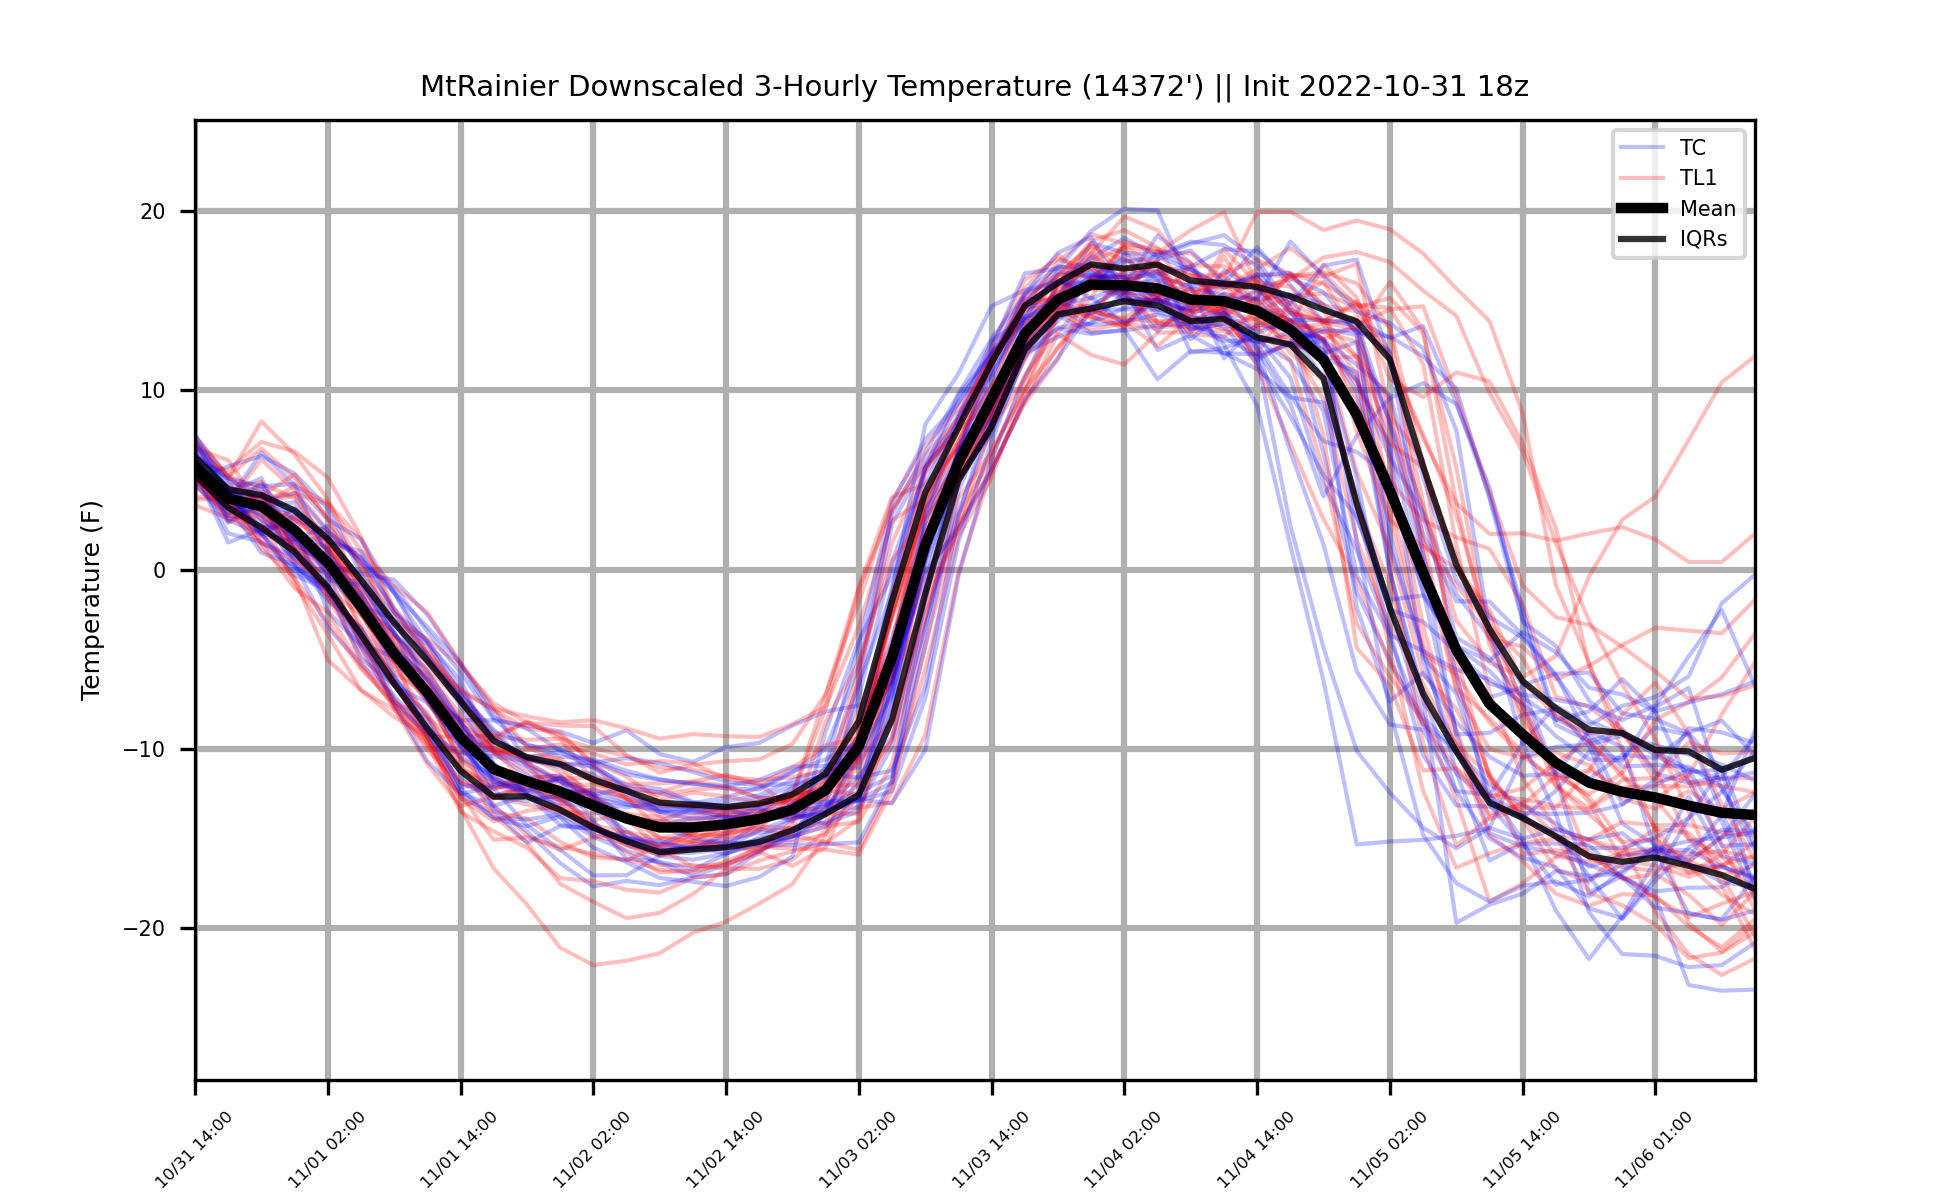 MtRainier Downscaled 3-Hourly Temperature (14372') || Init 2022-10-31 18z
TC
TL1
Mean
IQRs
Temperature (F)
20
10
0
−10
−20
10/31 14:00
11/01 02:00
11/01 14:00
11/02 02:00
11/02 14:00
11/03 02:00
11/03 14:00
11/04 02:00
11/04 14:00
11/05 02:00
11/05 14:00
11/06 01:00